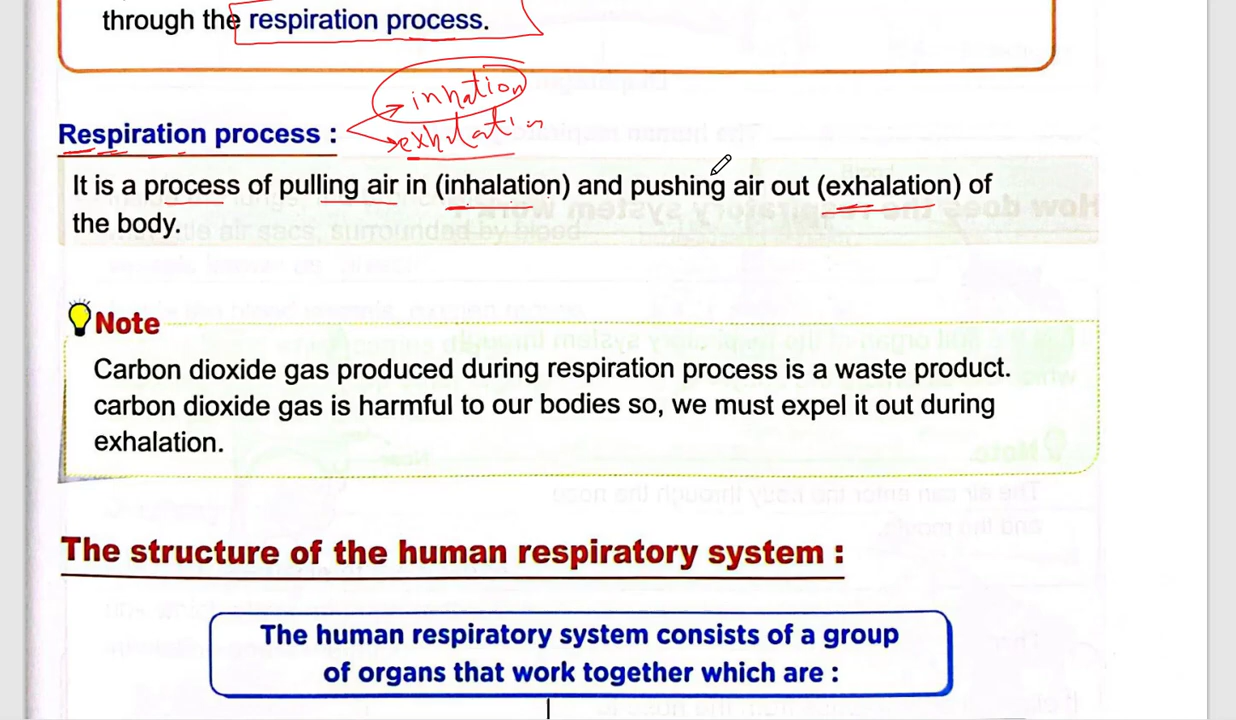 through the respiration process.
inhation
Respiration process :
exhalatin
It is a process of pulling air in (inhalation) and pushing air out (exhalation) of
the body.
Note
Carbon dioxide gas produced during respiration process is a waste product.
carbon dioxide gas is harmful to our bodies so, we must expel it out during
exhalation.
The structure of the human respiratory system :
The human respiratory system consists of a group
of organs that work together which are :